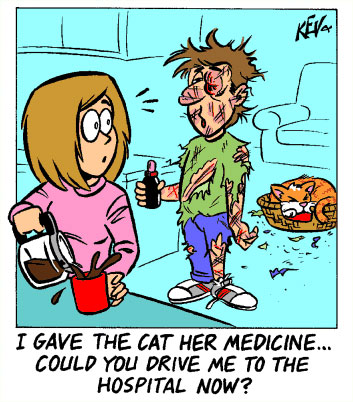 KEV
I GAVE THE CAT HER MEDICINE...
COULD YOU DRIVE ME TO THE
HOSPITAL NOW?